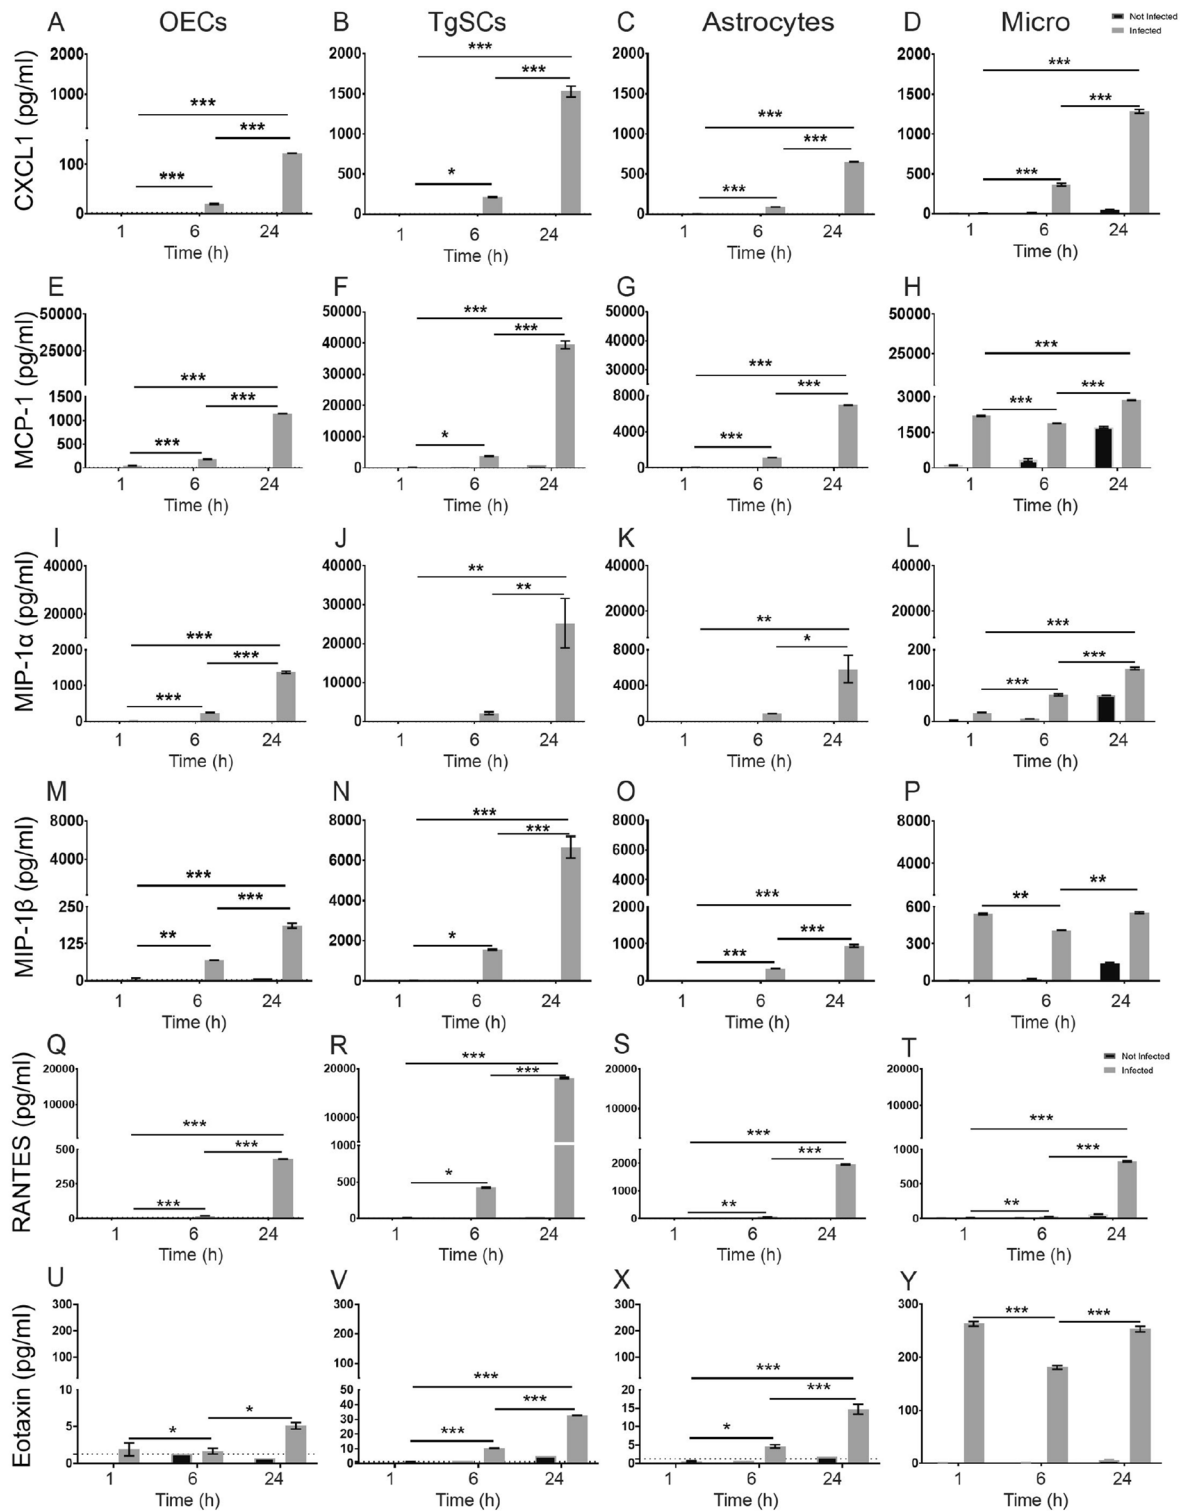 A OECs B TgSCs C Astrocytes D Micro
Not Infected
Infected
CXCL1 (pg/ml)
2000 1000 100 0
*** *** ***
1 6 24
Time (h)
2000 1500 1000 500 0
*** *** *
1 6 24
Time (h)
2000 1500 1000 500 0
*** *** ***
1 6 24
Time (h)
2000 1500 1000 500 0
*** *** ***
1 6 24
Time (h)
E F G H
MCP-1 (pg/ml)
50000 25000 1500 1000 500 0
*** *** ***
1 6 24
Time (h)
50000 40000 30000 20000 10000 0
*** *** *
1 6 24
Time (h)
50000 40000 30000 20000 10000 8000 4000 0
*** *** ***
1 6 24
Time (h)
50000 25000 3000 1500 0
*** *** ***
1 6 24
Time (h)
I J K L
MIP-1α (pg/ml)
40000 20000 10000 2000 1000 0
*** *** ***
1 6 24
Time (h)
40000 30000 20000 10000 0
** **
1 6 24
Time (h)
40000 20000 10000 8000 4000 0
** *
1 6 24
Time (h)
40000 20000 10000 200 100 0
*** *** ***
1 6 24
Time (h)
M N O P
MIP-1β (pg/ml)
8000 4000 250 125 0
*** *** **
1 6 24
Time (h)
8000 6000 4000 2000 0
*** *** *
1 6 24
Time (h)
8000 6000 4000 2000 1000 0
*** *** ***
1 6 24
Time (h)
8000 4000 600 300 0
** **
1 6 24
Time (h)
Q R S T
Not Infected
Infected
RANTES (pg/ml)
20000 10000 500 250 0
*** *** ***
1 6 24
Time (h)
20000 10000 1000 500 0
*** *** *
1 6 24
Time (h)
20000 10000 2000 1000 0
*** *** **
1 6 24
Time (h)
20000 10000 1000 500 0
*** *** **
1 6 24
Time (h)
U V X Y
Eotaxin (pg/ml)
300 200 100 10 5 0
* *
1 6 24
Time (h)
300 200 100 50 40 30 20 10 0
*** *** ***
1 6 24
Time (h)
300 200 100 20 15 10 5 0
*** *** *
1 6 24
Time (h)
300 200 100 0
*** ***
1 6 24
Time (h)